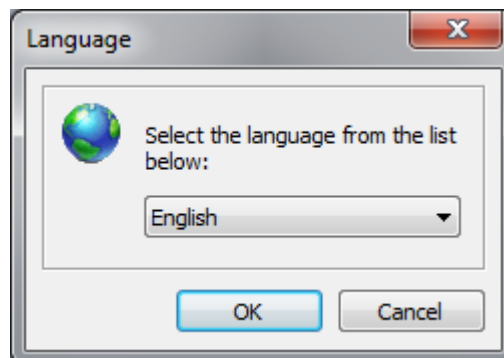 Language
Select the language from the list
below:
English
OK
Cancel